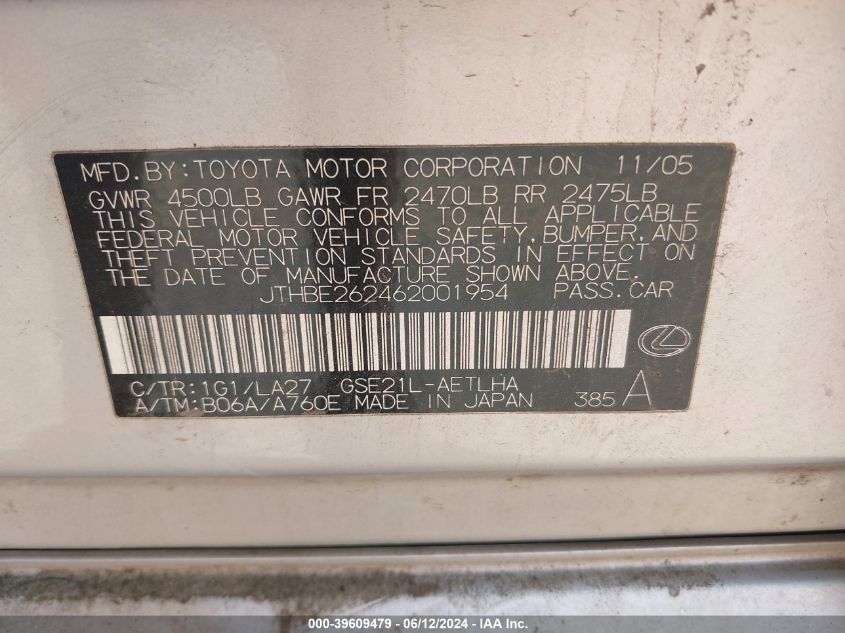 MFD.BY:TOYOTA MOTOR CORPORATION 11/05
GVWR 4500LB GAWR FR 2470LB RR 2475LB
THIS VEHICLE CONFORMS TO ALL APPLICABLE
FEDERAL MOTOR VEHICLE SAFETY,BUMPER,AND
THEFT PREVENTION STANDARDS IN EFFECT ON
THE DATE OF MANUFACTURE SHOWN ABOVE.
JTHBE262462001954 PASS.CAR
C/TR:1G1/LA27 GSE21L-AETLHA
A/TM:B06A/A760E MADE IN JAPAN 385 A
000-39609479 - 06/12/2024 - IAA Inc.